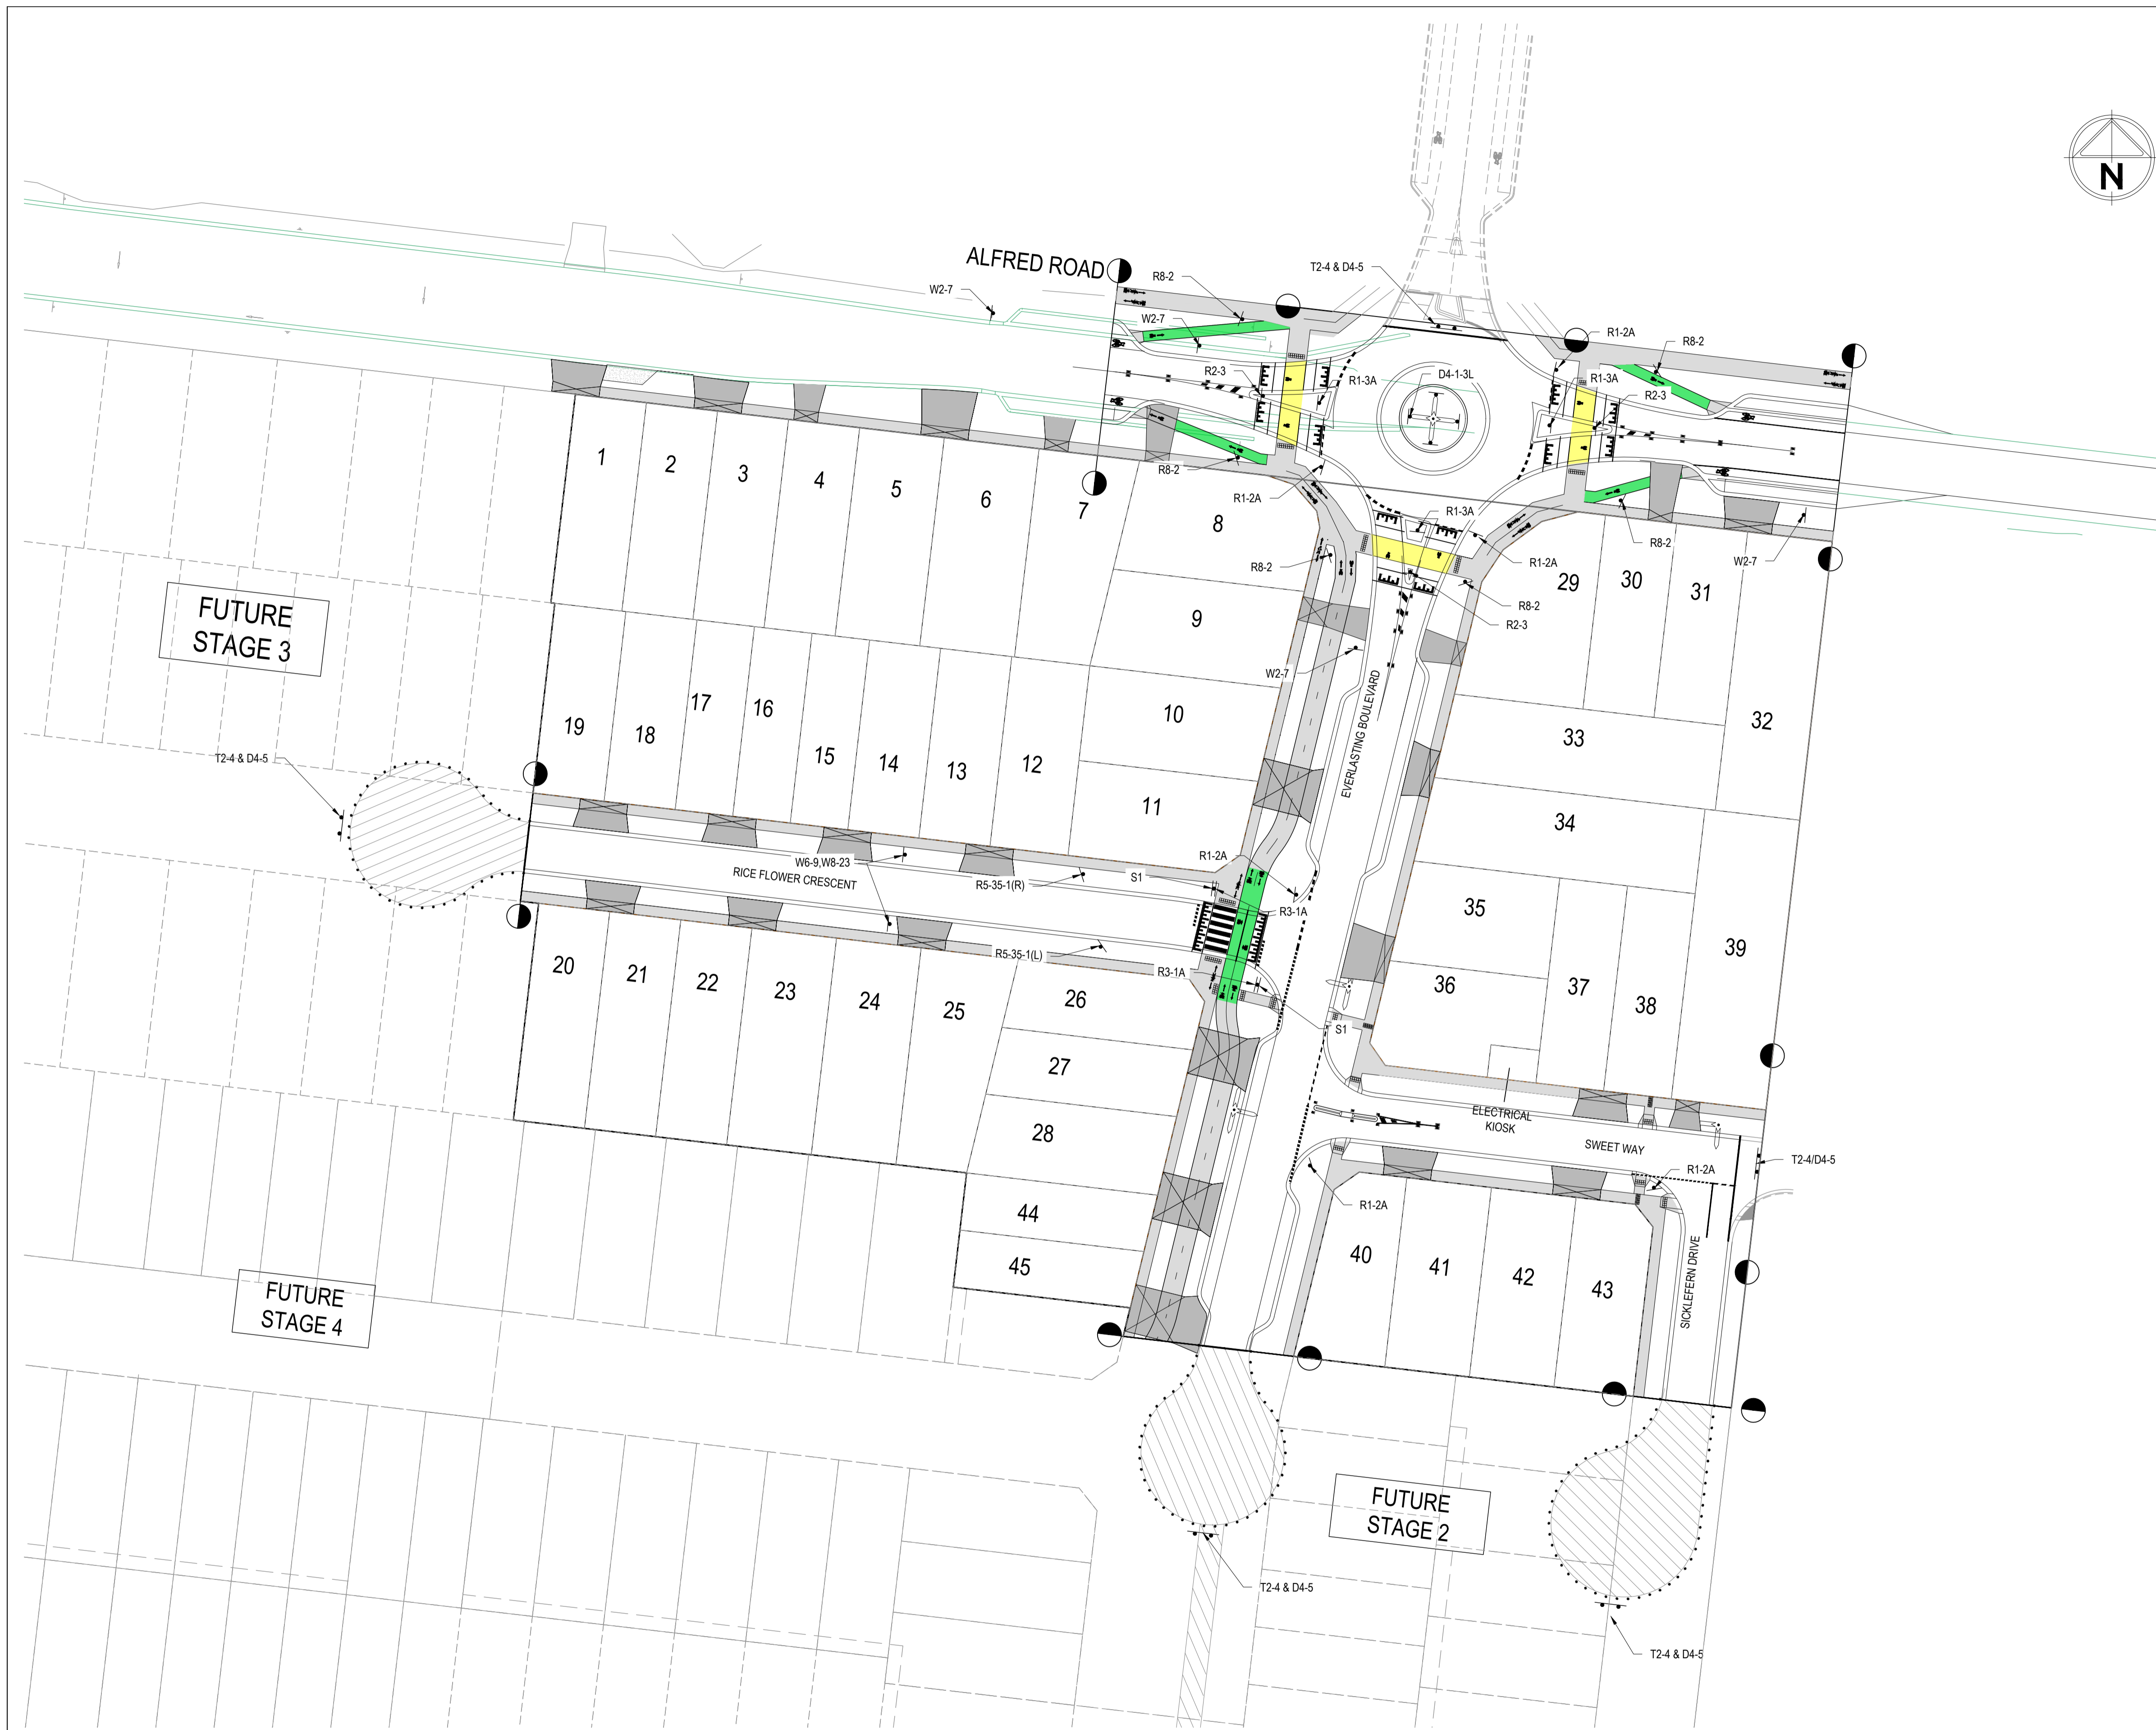 N
ALFRED ROAD
R8-2
T2-4 & D4-5
W2-7
W2-7
R1-2A
R8-2
R2-3
R1-3A
D4-1-3L
R1-3A
R2-3
R8-2
R1-2A
R1-3A
R8-2
R1-2A
R8-2
W2-7
R8-2
R2-3
W2-7
1
2
3
4
5
6
7
8
9
10
11
29
30
31
32
33
34
FUTURE
STAGE 3
19
18
17
16
15
14
13
12
EVERLASTING BOULEVARD
T2-4 & D4-5
W6-9,W8-23
RICE FLOWER CRESCENT
R1-2A
S1
R5-35-1(R)
R3-1A
R5-35-1(L)
R3-1A
S1
35
36
37
38
39
20
21
22
23
24
25
26
27
28
44
45
ELECTRICAL
KIOSK
SWEET WAY
T2-4/D4-5
R1-2A
R1-2A
40
41
42
43
SICKLEFERN DRIVE
FUTURE
STAGE 4
FUTURE
STAGE 2
T2-4 & D4-5
T2-4 & D4-5